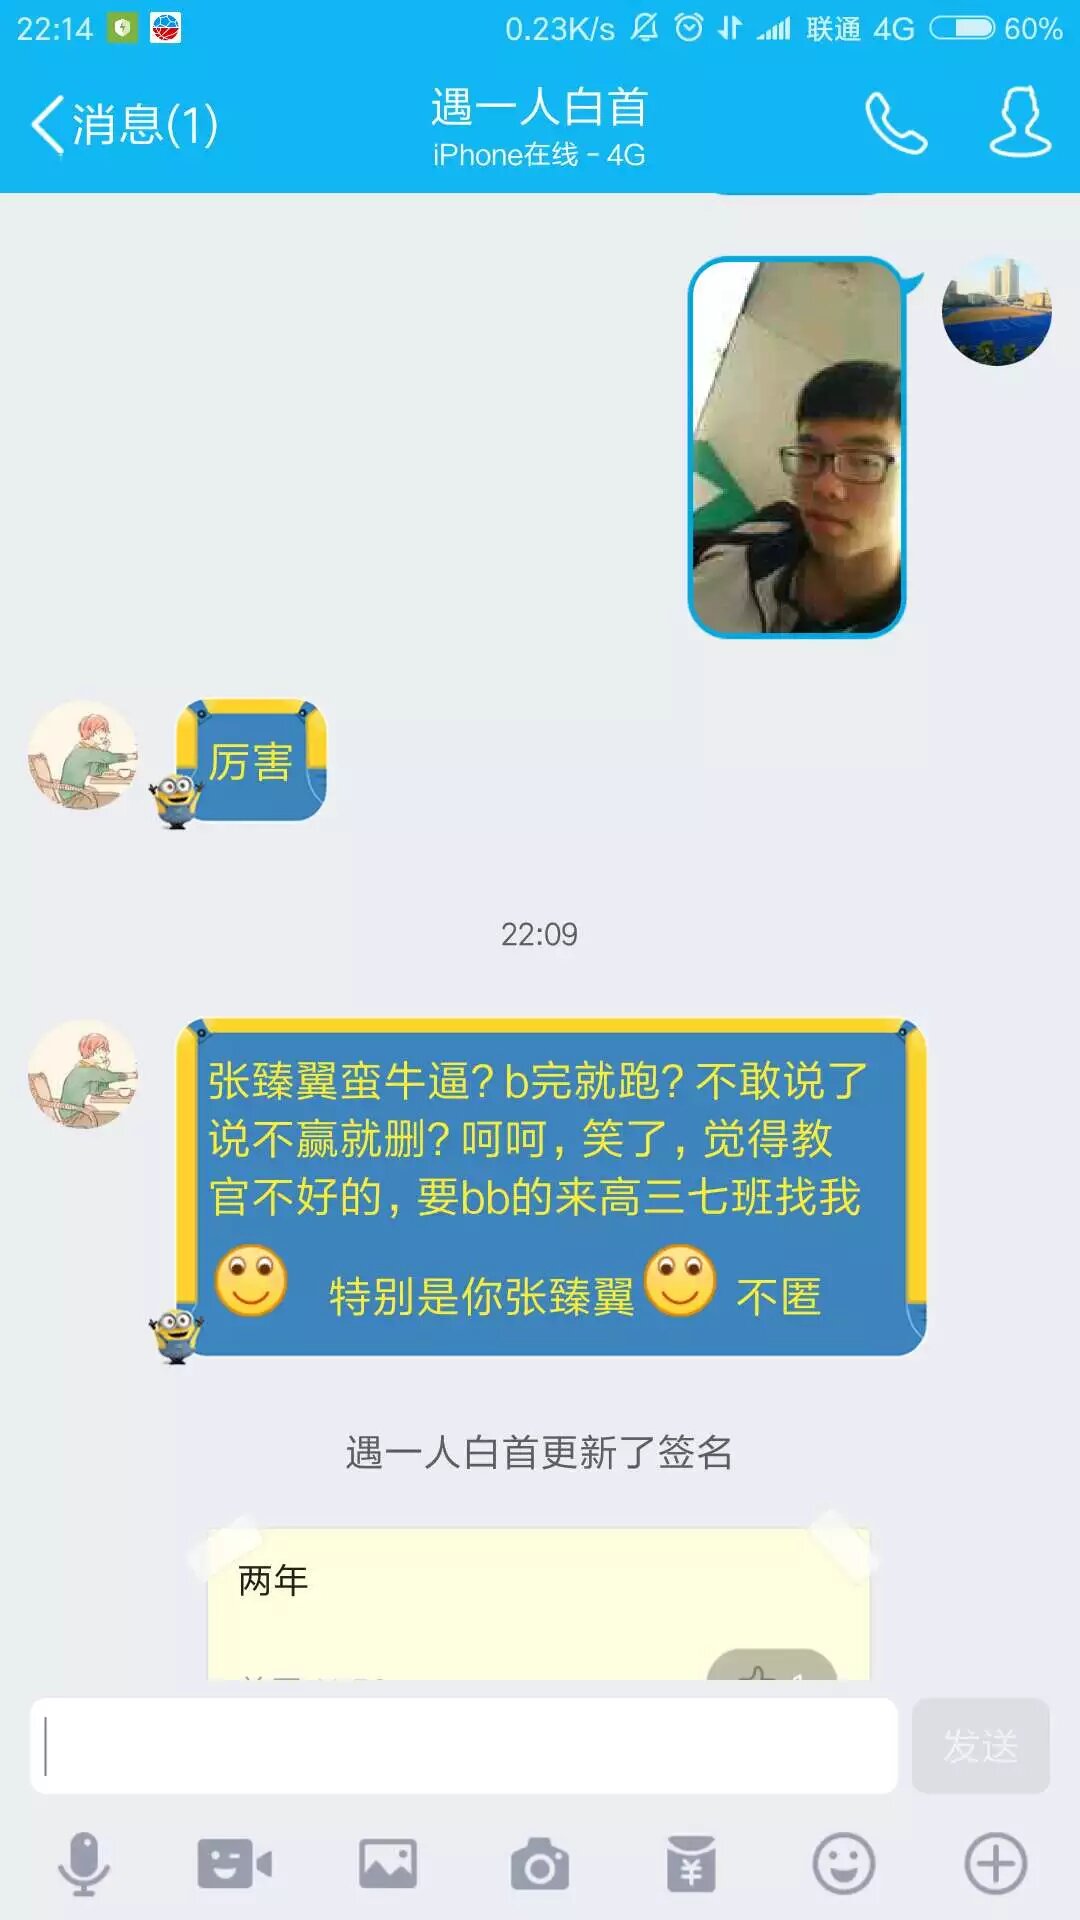 22:14 0.23K/s 联通 4G 60%
消息(1)
遇一人白首
iPhone在线 - 4G
厉害
22:09
张臻翼蛮牛逼？b完就跑？不敢说了
说不赢就删？呵呵，笑了，觉得教
官不好的，要bb的来高三七班找我
特别是你张臻翼 不匿
遇一人白首更新了签名
两年
1
发送